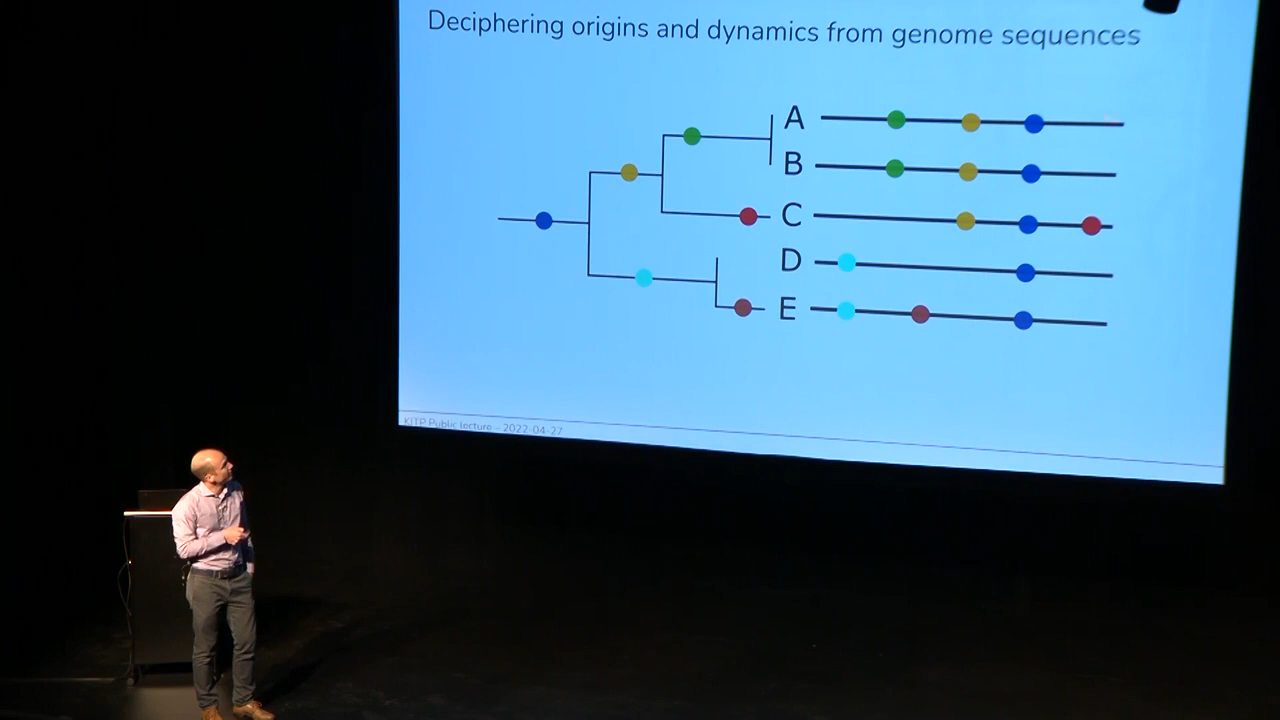 Deciphering origins and dynamics from genome sequences
A
B
C
D
E
KITP Public lecture - 2022-04-27